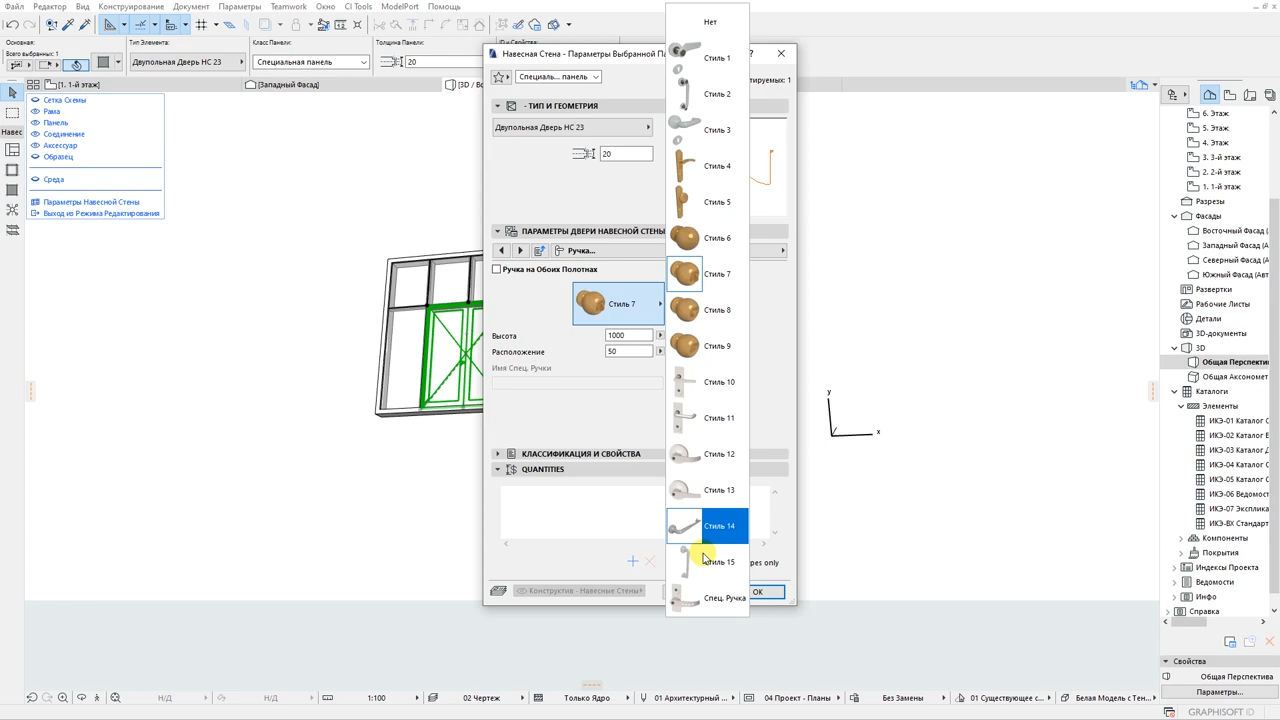 Файл Редактор Вид Конструирование Документ Параметры Teamwork Окно CI Tools ModelPort Помощь
Основная:
Всего выбранных: 1
Тип Элемента:
Двупольная Дверь НС 23
Класс Панели:
Специальная панель
Толщина Панели:
20
[1. 1-й этаж]
[Западный Фасад]
[3D / Вс
Навес
Сетка Схемы
Рама
Панель
Соединение
Аксессуар
Образец
Среда
Параметры Навесной Стены
Выход из Режима Редактирования
Навесная Стена - Параметры Выбранной Па
?
Специаль... панель
тируемых: 1
- ТИП И ГЕОМЕТРИЯ
Двупольная Дверь НС 23
20
ПАРАМЕТРЫ ДВЕРИ НАВЕСНОЙ СТЕНЫ
Ручка...
Ручка на Обоих Полотнах
Стиль 7
Высота
1000
Расположение
50
Имя Спец. Ручки
КЛАССИФИКАЦИЯ И СВОЙСТВА
QUANTITIES
pes only
Конструктив - Навесные Стены
OK
Нет
Стиль 1
Стиль 2
Стиль 3
Стиль 4
Стиль 5
Стиль 6
Стиль 7
Стиль 8
Стиль 9
Стиль 10
Стиль 11
Стиль 12
Стиль 13
Стиль 14
Стиль 15
Спец. Ручка
y
x
6. Этаж
5. Этаж
4. Этаж
3. 3-й этаж
2. 2-й этаж
1. 1-й этаж
Разрезы
Фасады
Восточный Фасад (
Западный Фасад (А
Северный Фасад (А
Южный Фасад (Авт
Развертки
Рабочие Листы
Детали
3D-документы
3D
Общая Перспектив
Общая Аксономет
Каталоги
Элементы
ИКЭ-01 Каталог С
ИКЭ-02 Каталог Е
ИКЭ-03 Каталог Д
ИКЭ-04 Каталог С
ИКЭ-05 Каталог С
ИКЭ-06 Ведомост
ИКЭ-07 Эксплика
ИКЭ-ВХ Стандарт
Компоненты
Покрытия
Индексы Проекта
Ведомости
Инфо
Справка
Свойства
Общая Перспектива
Параметры...
Н/Д
Н/Д
1:100
02 Чертеж
Только Ядро
01 Архитектурный ...
04 Проект - Планы
Без Замены
01 Существующее с...
Белая Модель с Тен...
GRAPHISOFT ID